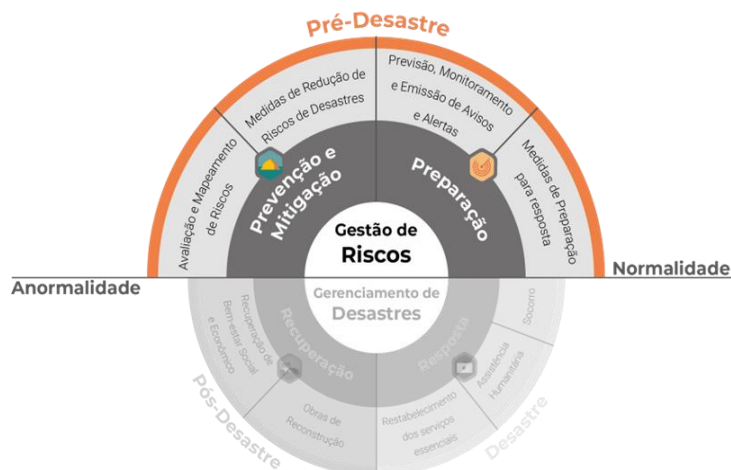 Pré-Desastre
Medidas de Redução de
Riscos de Desastres
Previsão, Monitoramento
e Emissão de Avisos
e Alertas
Avaliação e Mapeamento
de Riscos
Prevenção e
Mitigação
Preparação
Medidas de Preparação
para resposta
Gestão de
Riscos
Anormalidade
Normalidade
Gerenciamento de
Desastres
Recuperação de
Bem-estar Social
e Econômico
Recuperação
Resposta
Socorro
Assistência
Humanitária
Obras de
Reconstrução
Restabelecimento
dos serviços
essenciais
Pós-Desastre
Desastre